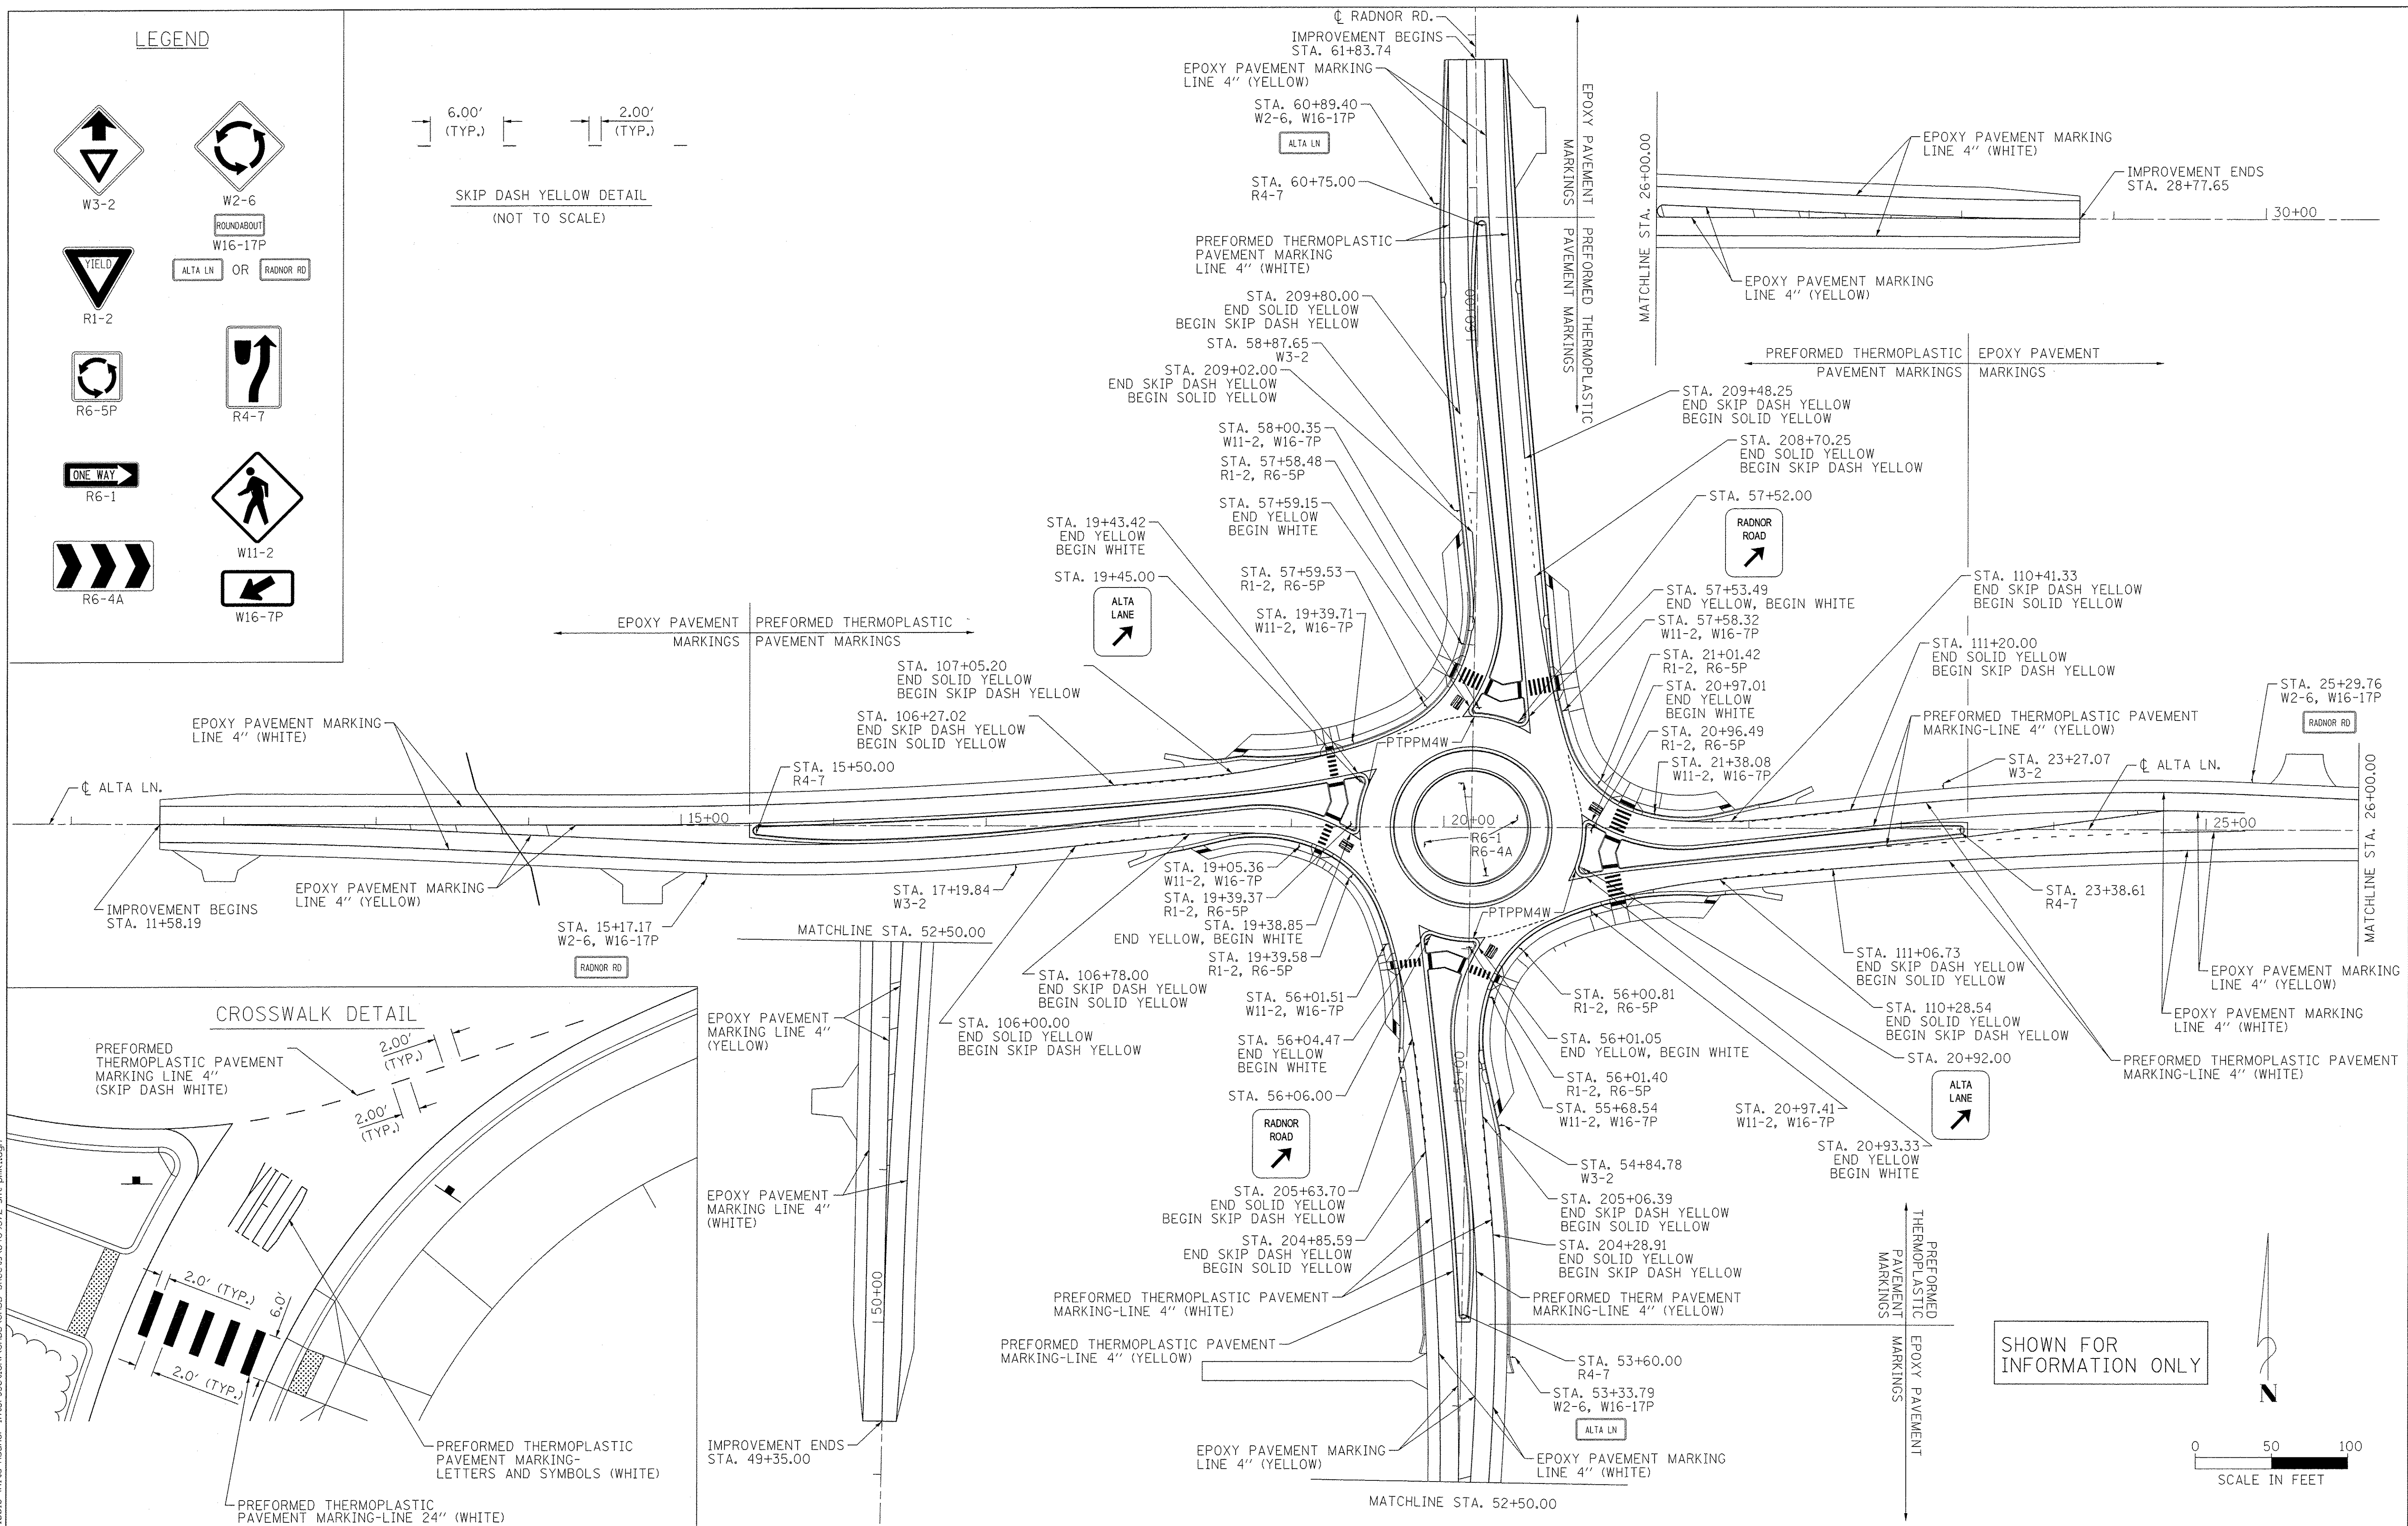 LEGEND
W3-2
W2-6
ROUNDABOUT
W16-17P
ALTA LN OR RADNOR RD
YIELD
R1-2
R6-5P
R4-7
ONE WAY
R6-1
W11-2
R6-4A
W16-7P
6.00'
(TYP.)
2.00'
(TYP.)
SKIP DASH YELLOW DETAIL
(NOT TO SCALE)
℄ RADNOR RD.
IMPROVEMENT BEGINS
STA. 61+83.74
EPOXY PAVEMENT MARKING
LINE 4" (YELLOW)
STA. 60+89.40
W2-6, W16-17P
ALTA LN
STA. 60+75.00
R4-7
PREFORMED THERMOPLASTIC
PAVEMENT MARKING
LINE 4" (WHITE)
STA. 209+80.00
END SOLID YELLOW
BEGIN SKIP DASH YELLOW
STA. 58+87.65
W3-2
STA. 209+02.00
END SKIP DASH YELLOW
BEGIN SOLID YELLOW
STA. 58+00.35
W11-2, W16-7P
STA. 57+58.48
R1-2, R6-5P
STA. 57+59.15
END YELLOW
BEGIN WHITE
STA. 57+59.53
R1-2, R6-5P
STA. 19+39.71
W11-2, W16-7P
STA. 19+43.42
END YELLOW
BEGIN WHITE
STA. 19+45.00
ALTA
LANE
60+00
EPOXY PAVEMENT
MARKINGS
PREFORMED THERMOPLASTIC
PAVEMENT MARKINGS
MATCHLINE STA. 26+00.00
EPOXY PAVEMENT MARKING
LINE 4" (WHITE)
IMPROVEMENT ENDS
STA. 28+77.65
30+00
EPOXY PAVEMENT MARKING
LINE 4" (YELLOW)
PREFORMED THERMOPLASTIC
PAVEMENT MARKINGS
EPOXY PAVEMENT
MARKINGS
STA. 209+48.25
END SKIP DASH YELLOW
BEGIN SOLID YELLOW
STA. 208+70.25
END SOLID YELLOW
BEGIN SKIP DASH YELLOW
STA. 57+52.00
RADNOR
ROAD
STA. 57+53.49
END YELLOW, BEGIN WHITE
STA. 57+58.32
W11-2, W16-7P
STA. 21+01.42
R1-2, R6-5P
STA. 20+97.01
END YELLOW
BEGIN WHITE
STA. 20+96.49
R1-2, R6-5P
STA. 21+38.08
W11-2, W16-7P
STA. 110+41.33
END SKIP DASH YELLOW
BEGIN SOLID YELLOW
STA. 111+20.00
END SOLID YELLOW
BEGIN SKIP DASH YELLOW
PREFORMED THERMOPLASTIC PAVEMENT
MARKING-LINE 4" (YELLOW)
STA. 23+27.07
W3-2
℄ ALTA LN.
STA. 25+29.76
W2-6, W16-17P
RADNOR RD
25+00
MATCHLINE STA. 26+00.00
EPOXY PAVEMENT
MARKINGS
PREFORMED THERMOPLASTIC
PAVEMENT MARKINGS
STA. 107+05.20
END SOLID YELLOW
BEGIN SKIP DASH YELLOW
STA. 106+27.02
END SKIP DASH YELLOW
BEGIN SOLID YELLOW
STA. 15+50.00
R4-7
EPOXY PAVEMENT MARKING
LINE 4" (WHITE)
℄ ALTA LN.
15+00
IMPROVEMENT BEGINS
STA. 11+58.19
EPOXY PAVEMENT MARKING
LINE 4" (YELLOW)
STA. 15+17.17
W2-6, W16-17P
RADNOR RD
STA. 17+19.84
W3-2
PTPPM4W
20+00
R6-1
R6-4A
PTPPM4W
STA. 19+05.36
W11-2, W16-7P
STA. 19+39.37
R1-2, R6-5P
STA. 19+38.85
END YELLOW, BEGIN WHITE
STA. 19+39.58
R1-2, R6-5P
STA. 106+78.00
END SKIP DASH YELLOW
BEGIN SOLID YELLOW
STA. 106+00.00
END SOLID YELLOW
BEGIN SKIP DASH YELLOW
STA. 56+01.51
W11-2, W16-7P
STA. 56+04.47
END YELLOW
BEGIN WHITE
STA. 56+06.00
RADNOR
ROAD
STA. 205+63.70
END SOLID YELLOW
BEGIN SKIP DASH YELLOW
STA. 204+85.59
END SKIP DASH YELLOW
BEGIN SOLID YELLOW
PREFORMED THERMOPLASTIC PAVEMENT
MARKING-LINE 4" (WHITE)
PREFORMED THERMOPLASTIC PAVEMENT
MARKING-LINE 4" (YELLOW)
EPOXY PAVEMENT MARKING
LINE 4" (YELLOW)
55+00
STA. 56+00.81
R1-2, R6-5P
STA. 56+01.05
END YELLOW, BEGIN WHITE
STA. 56+01.40
R1-2, R6-5P
STA. 55+68.54
W11-2, W16-7P
STA. 54+84.78
W3-2
STA. 205+06.39
END SKIP DASH YELLOW
BEGIN SOLID YELLOW
STA. 204+28.91
END SOLID YELLOW
BEGIN SKIP DASH YELLOW
PREFORMED THERM PAVEMENT
MARKING-LINE 4" (YELLOW)
STA. 53+60.00
R4-7
STA. 53+33.79
W2-6, W16-17P
ALTA LN
EPOXY PAVEMENT MARKING
LINE 4" (WHITE)
MATCHLINE STA. 52+50.00
STA. 23+38.61
R4-7
STA. 111+06.73
END SKIP DASH YELLOW
BEGIN SOLID YELLOW
STA. 110+28.54
END SOLID YELLOW
BEGIN SKIP DASH YELLOW
STA. 20+92.00
ALTA
LANE
STA. 20+97.41
W11-2, W16-7P
STA. 20+93.33
END YELLOW
BEGIN WHITE
EPOXY PAVEMENT MARKING
LINE 4" (YELLOW)
EPOXY PAVEMENT MARKING
LINE 4" (WHITE)
PREFORMED THERMOPLASTIC PAVEMENT
MARKING-LINE 4" (WHITE)
PREFORMED
THERMOPLASTIC
PAVEMENT
MARKINGS
EPOXY PAVEMENT
MARKINGS
MATCHLINE STA. 52+50.00
EPOXY PAVEMENT
MARKING LINE 4"
(YELLOW)
EPOXY PAVEMENT
MARKING LINE 4"
(WHITE)
50+00
IMPROVEMENT ENDS
STA. 49+35.00
CROSSWALK DETAIL
PREFORMED
THERMOPLASTIC PAVEMENT
MARKING LINE 4"
(SKIP DASH WHITE)
2.00'
(TYP.)
2.00'
(TYP.)
2.0' (TYP.)
6.0'
2.0' (TYP.)
PREFORMED THERMOPLASTIC
PAVEMENT MARKING-
LETTERS AND SYMBOLS (WHITE)
PREFORMED THERMOPLASTIC
PAVEMENT MARKING-LINE 24" (WHITE)
SHOWN FOR
INFORMATION ONLY
N
0 50 100
SCALE IN FEET